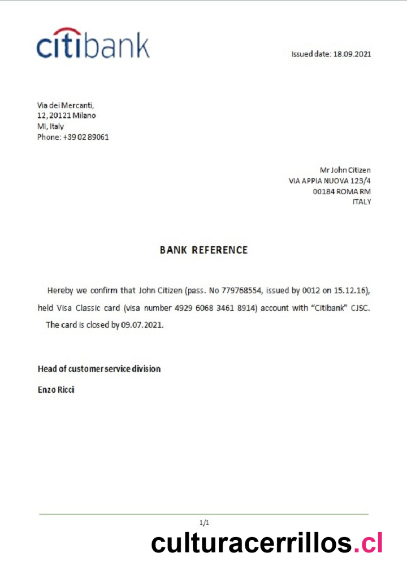 citibank
Issued date: 18.09.2021
Via dei Mercanti,
12, 20121 Milano
MI, Italy
Phone: +39 02 89061
Mr John Citizen
VIA APPIA NUOVA 123/4
00184 ROMA RM
ITALY
BANK REFERENCE
Hereby we confirm that John Citizen (pass. No 779768554, issued by 0012 on 15.12.16),
held Visa Classic card (visa number 4929 6068 3461 8914) account with “Citibank” CJSC.
The card is closed by 09.07.2021.
Head of customer service division
Enzo Ricci
1/1
culturacerrillos.cl